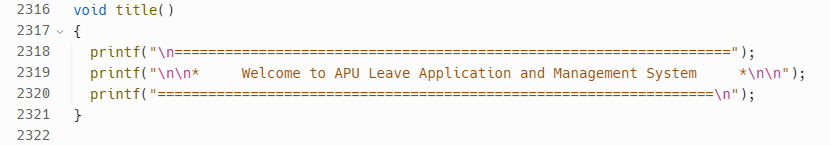 2316 void title()
2317 {
2318 printf("\n==================================================================");
2319 printf("\n\n*     Welcome to APU Leave Application and Management System     *\n\n");
2320 printf("==================================================================\n");
2321 }
2322